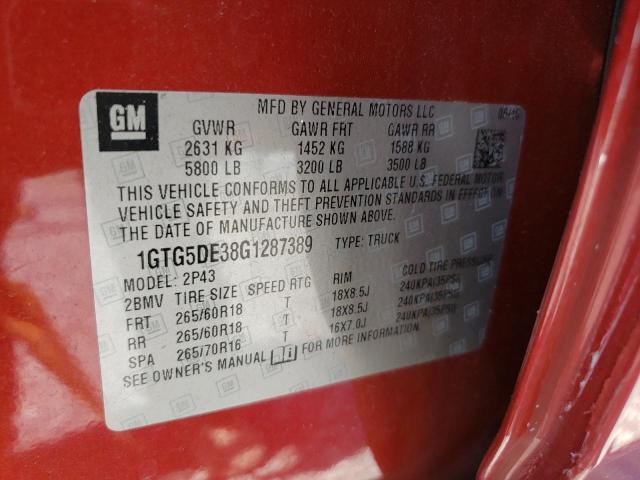 GM
MFD BY GENERAL MOTORS LLC
GVWR GAWR FRT GAWR RR
2631 KG 1452 KG 1588 KG
5800 LB 3200 LB 3500 LB
THIS VEHICLE CONFORMS TO ALL APPLICABLE U.S. FEDERAL MOTOR
VEHICLE SAFETY AND THEFT PREVENTION STANDARDS IN EFFECT ON
THE DATE OF MANUFACTURE SHOWN ABOVE.
1GTG5DE38G1287389 TYPE: TRUCK
MODEL: 2P43
2BMV TIRE SIZE SPEED RTG RIM COLD TIRE PRESSURE
FRT 265/60R18 T 18X8.5J 240KPA(35PSI)
RR 265/60R18 T 18X8.5J 240KPA(35PSI)
SPA 265/70R16 T 16X7.0J 240KPA(35PSI)
SEE OWNER'S MANUAL i FOR MORE INFORMATION.